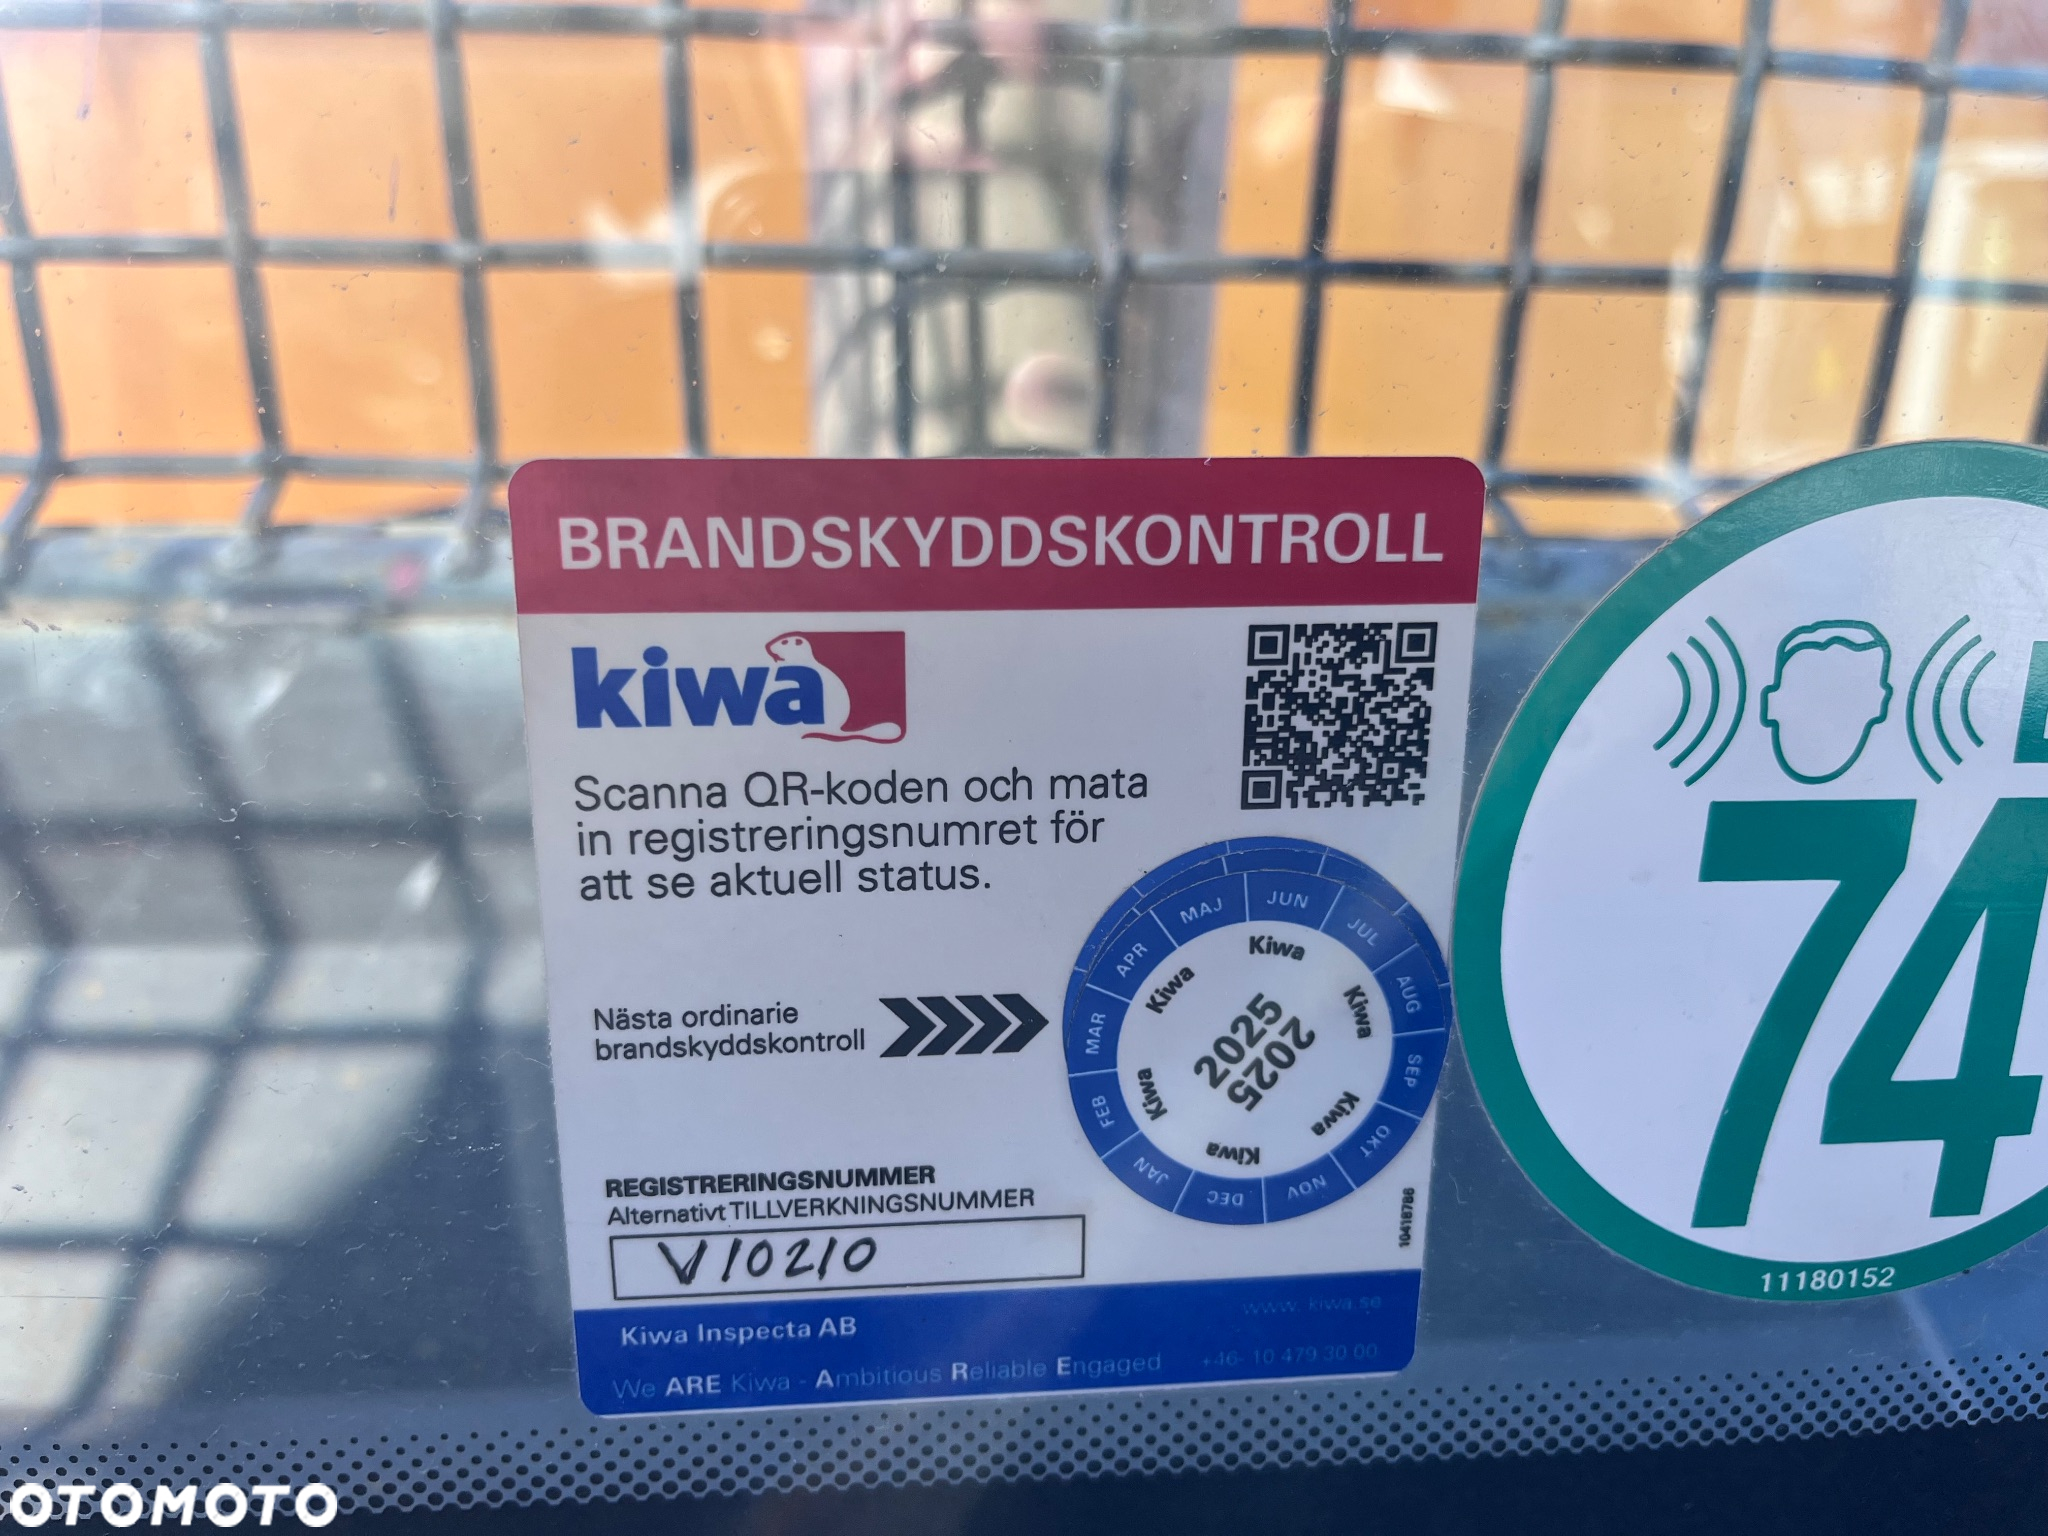 BRANDSKYDDSKONTROLL
kiwa
Scanna QR-koden och mata
in registreringsnumret för
att se aktuell status.
Nästa ordinarie
brandskyddskontroll
JAN FEB MAR APR MAJ JUN JUL AUG SEP OKT NOV DEC
Kiwa Kiwa Kiwa Kiwa Kiwa Kiwa
2025
2025
REGISTRERINGSNUMMER
Alternativt TILLVERKNINGSNUMMER
V10210
10418786
Kiwa Inspecta AB
www.kiwa.se
We ARE Kiwa - Ambitious Reliable Engaged
+46- 10 479 30 00
74
11180152
OTOMOTO